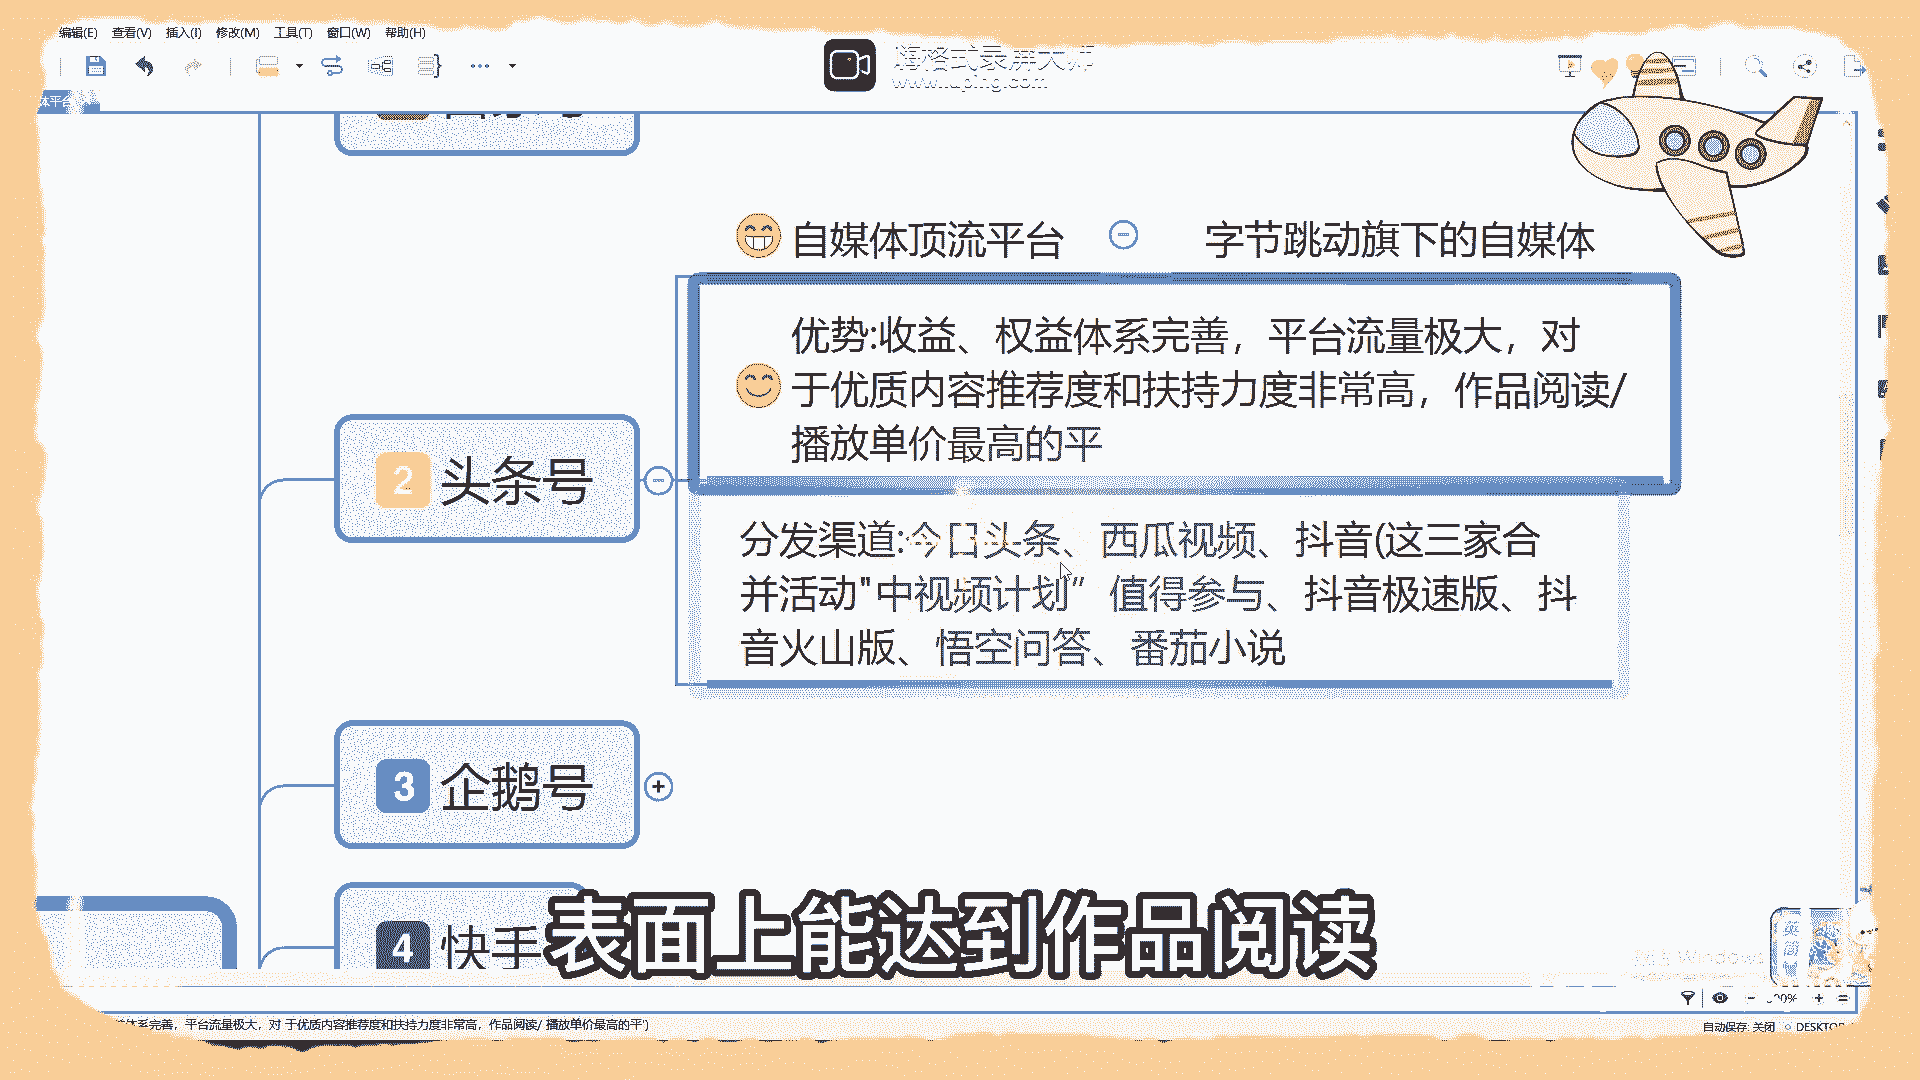 编辑(E) 查看(V) 插入(I) 修改(M) 工具(T) 窗口(W) 帮助(H)
嗨格式录屏大师
www.luping.com
体平台
自媒体顶流平台
字节跳动旗下的自媒体
优势:收益、权益体系完善，平台流量极大，对
于优质内容推荐度和扶持力度非常高，作品阅读/
播放单价最高的平
2 头条号
分发渠道:今日头条、西瓜视频、抖音(这三家合
并活动"中视频计划”值得参与、抖音极速版、抖
音火山版、悟空问答、番茄小说
3 企鹅号
4 快手
表面上能达到作品阅读
英
简
体系完善，平台流量极大，对 于优质内容推荐度和扶持力度非常高，作品阅读/ 播放单价最高的平')
自动保存: 关闭